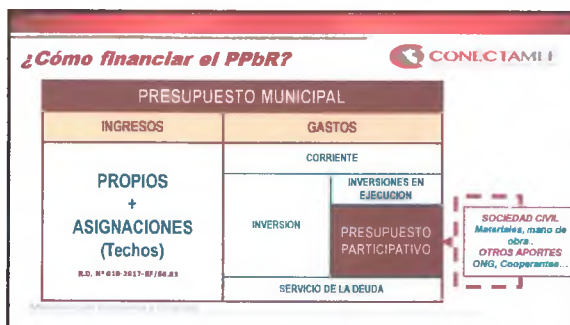 ¿Cómo financiar el PPbR?
CONECTAMEF
PRESUPUESTO MUNICIPAL
INGRESOS
GASTOS
PROPIOS
+
ASIGNACIONES
(Techos)
CORRIENTE
INVERSION
INVERSIONES EN
EJECUCION
PRESUPUESTO
PARTICIPATIVO
SERVICIO DE LA DEUDA
SOCIEDAD CIVIL
Materiales, mano de
obra.
OTROS APORTES
ONG, Cooperantes...